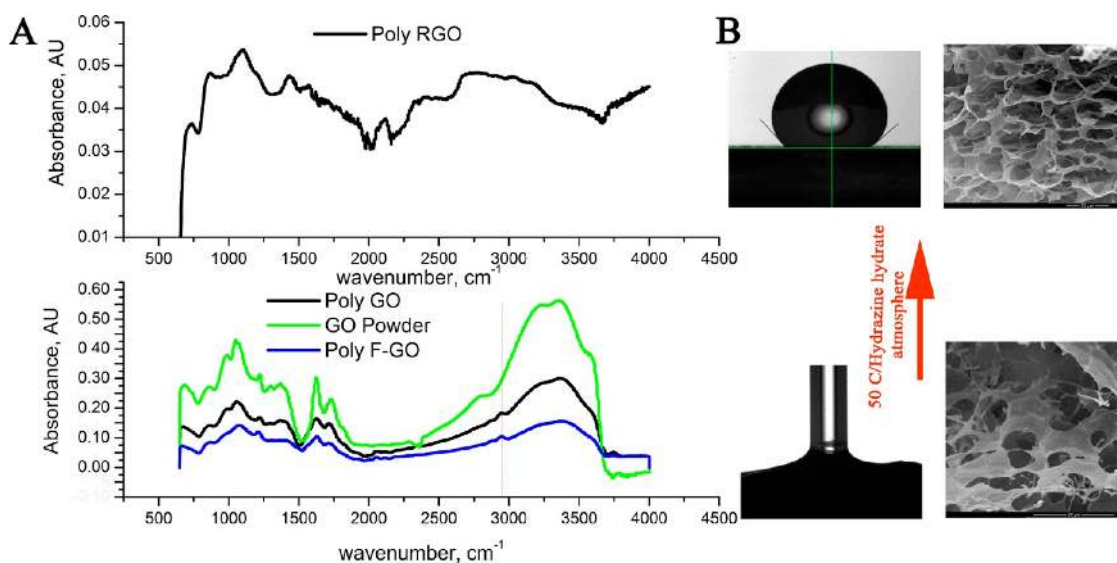 A
Absorbance, AU
0.06
0.05
0.04
0.03
0.02
0.01
Poly RGO
500 1000 1500 2000 2500 3000 3500 4000 4500
wavenumber, cm-1
Absorbance, AU
0.60
0.50
0.40
0.30
0.20
0.10
0.00
-0.10
Poly GO
GO Powder
Poly F-GO
500 1000 1500 2000 2500 3000 3500 4000 4500
wavenumber, cm-1
B
50 C/Hydrazine hydrate
atmosphere